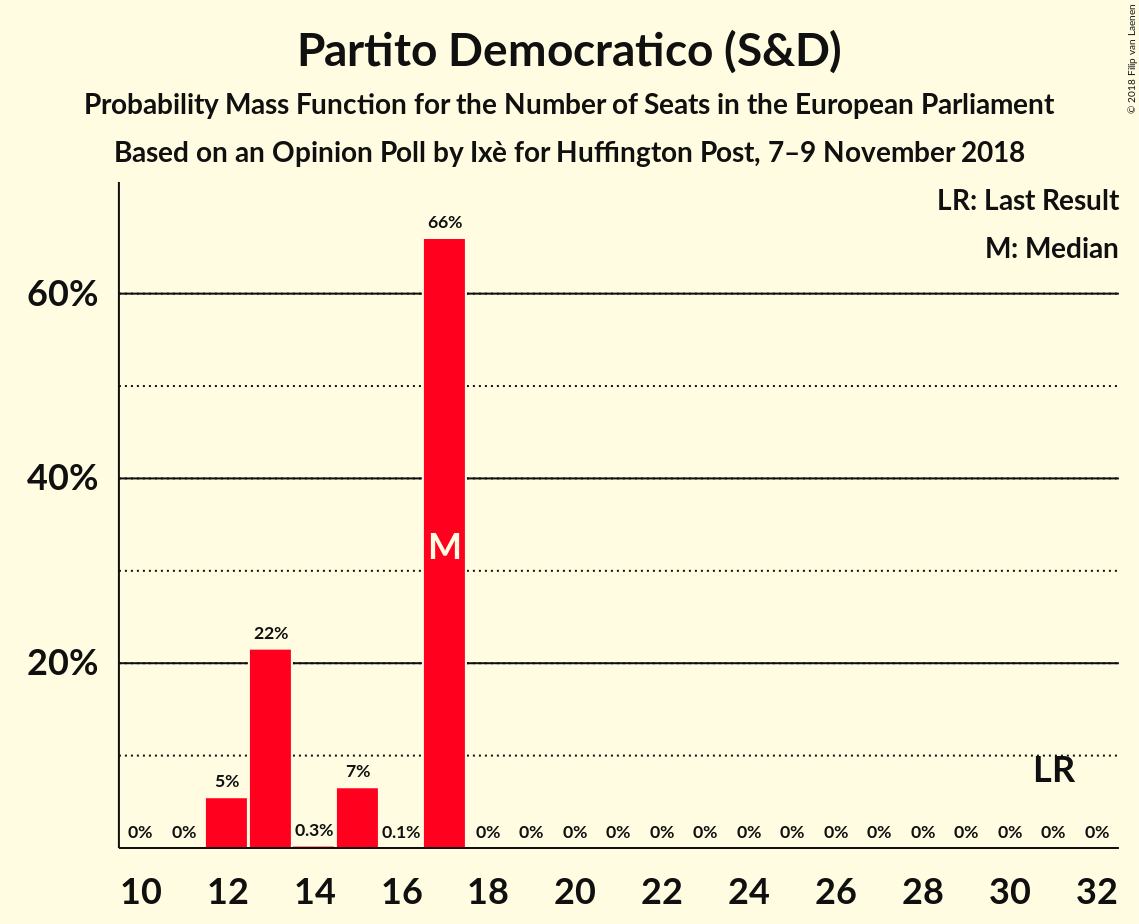 Partito Democratico (S&D)
Probability Mass Function for the Number of Seats in the European Parliament
Based on an Opinion Poll by Ixè for Huffington Post, 7–9 November 2018
© 2018 Filip van Laenen
LR: Last Result
M: Median
66%
60%
40%
M
22%
20%
7%
5%
LR
0% 0% 0.3% 0.1% 0% 0% 0% 0% 0% 0% 0% 0% 0% 0% 0% 0% 0% 0% 0%
10 12 14 16 18 20 22 24 26 28 30 32